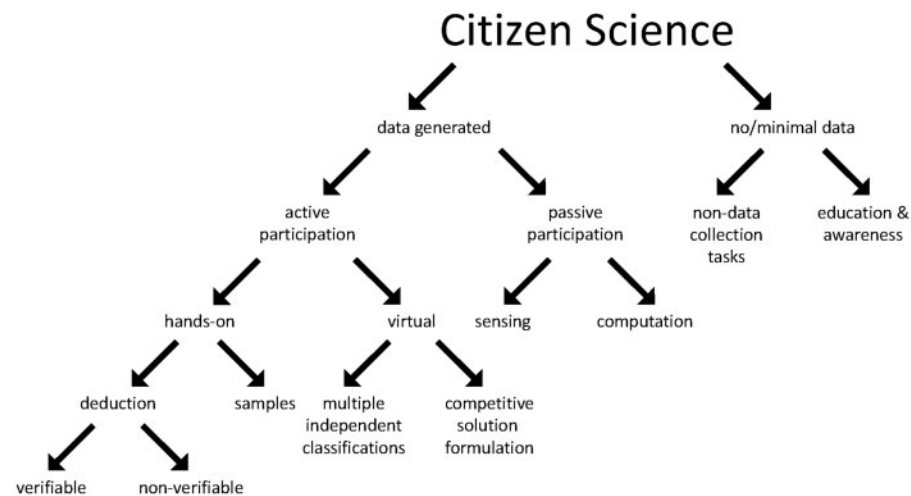 Citizen Science
data generated
no/minimal data
active
participation
passive
participation
non-data
collection
tasks
education &
awareness
hands-on
virtual
sensing
computation
deduction
samples
multiple
independent
classifications
competitive
solution
formulation
verifiable
non-verifiable